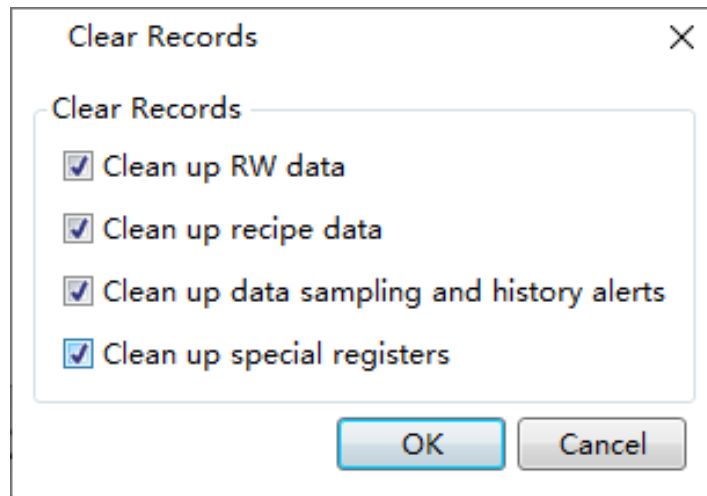 Clear Records
Clear Records
Clean up RW data
Clean up recipe data
Clean up data sampling and history alerts
Clean up special registers
OK Cancel